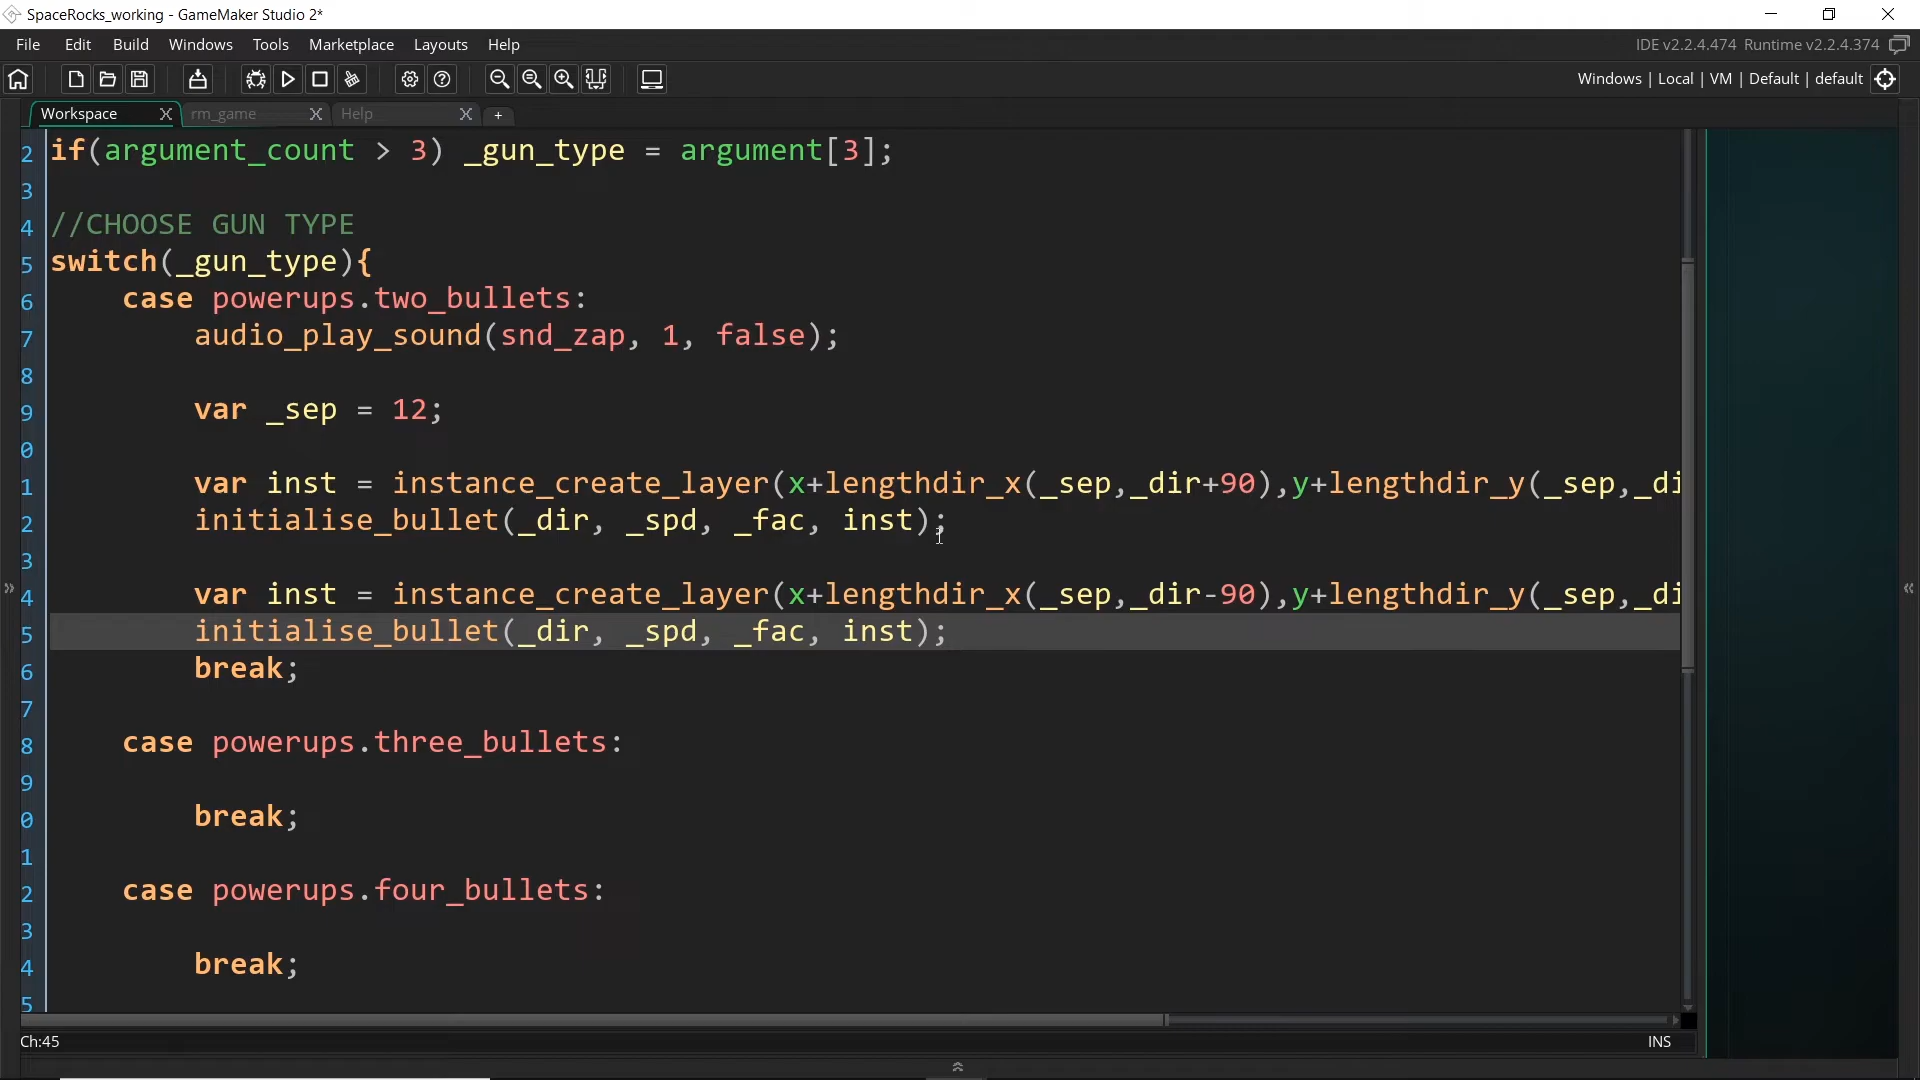 SpaceRocks_working - GameMaker Studio 2*
File Edit Build Windows Tools Marketplace Layouts Help
IDE v2.2.4.474 Runtime v2.2.4.374
Windows | Local | VM | Default | default
Workspace X rm_game X Help X +
2 if(argument_count > 3) _gun_type = argument[3];
3
4 //CHOOSE GUN TYPE
5 switch(_gun_type){
6 case powerups.two_bullets:
7 audio_play_sound(snd_zap, 1, false);
8
9 var _sep = 12;
0
1 var inst = instance_create_layer(x+lengthdir_x(_sep,_dir+90),y+lengthdir_y(_sep,_di
2 initialise_bullet(_dir, _spd, _fac, inst);
3
4 var inst = instance_create_layer(x+lengthdir_x(_sep,_dir-90),y+lengthdir_y(_sep,_di
5 initialise_bullet(_dir, _spd, _fac, inst);
6 break;
7
8 case powerups.three_bullets:
9
0 break;
1
2 case powerups.four_bullets:
3
4 break;
5
Ch:45 INS